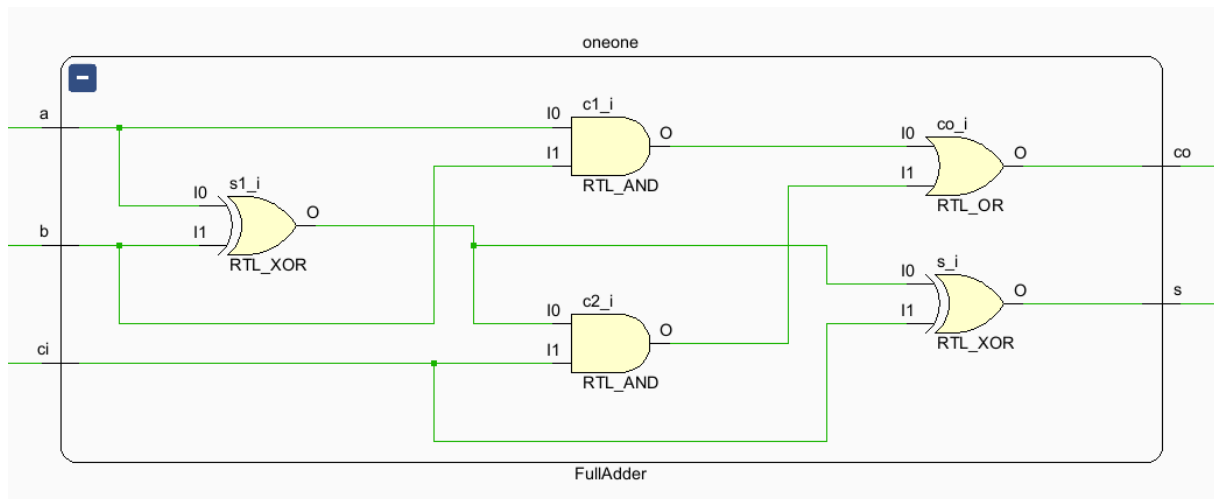 oneone
a
b
ci
I0
I1
s1_i
O
RTL_XOR
I0
I1
c1_i
O
RTL_AND
I0
I1
c2_i
O
RTL_AND
I0
I1
co_i
O
RTL_OR
I0
I1
s_i
O
RTL_XOR
co
s
FullAdder